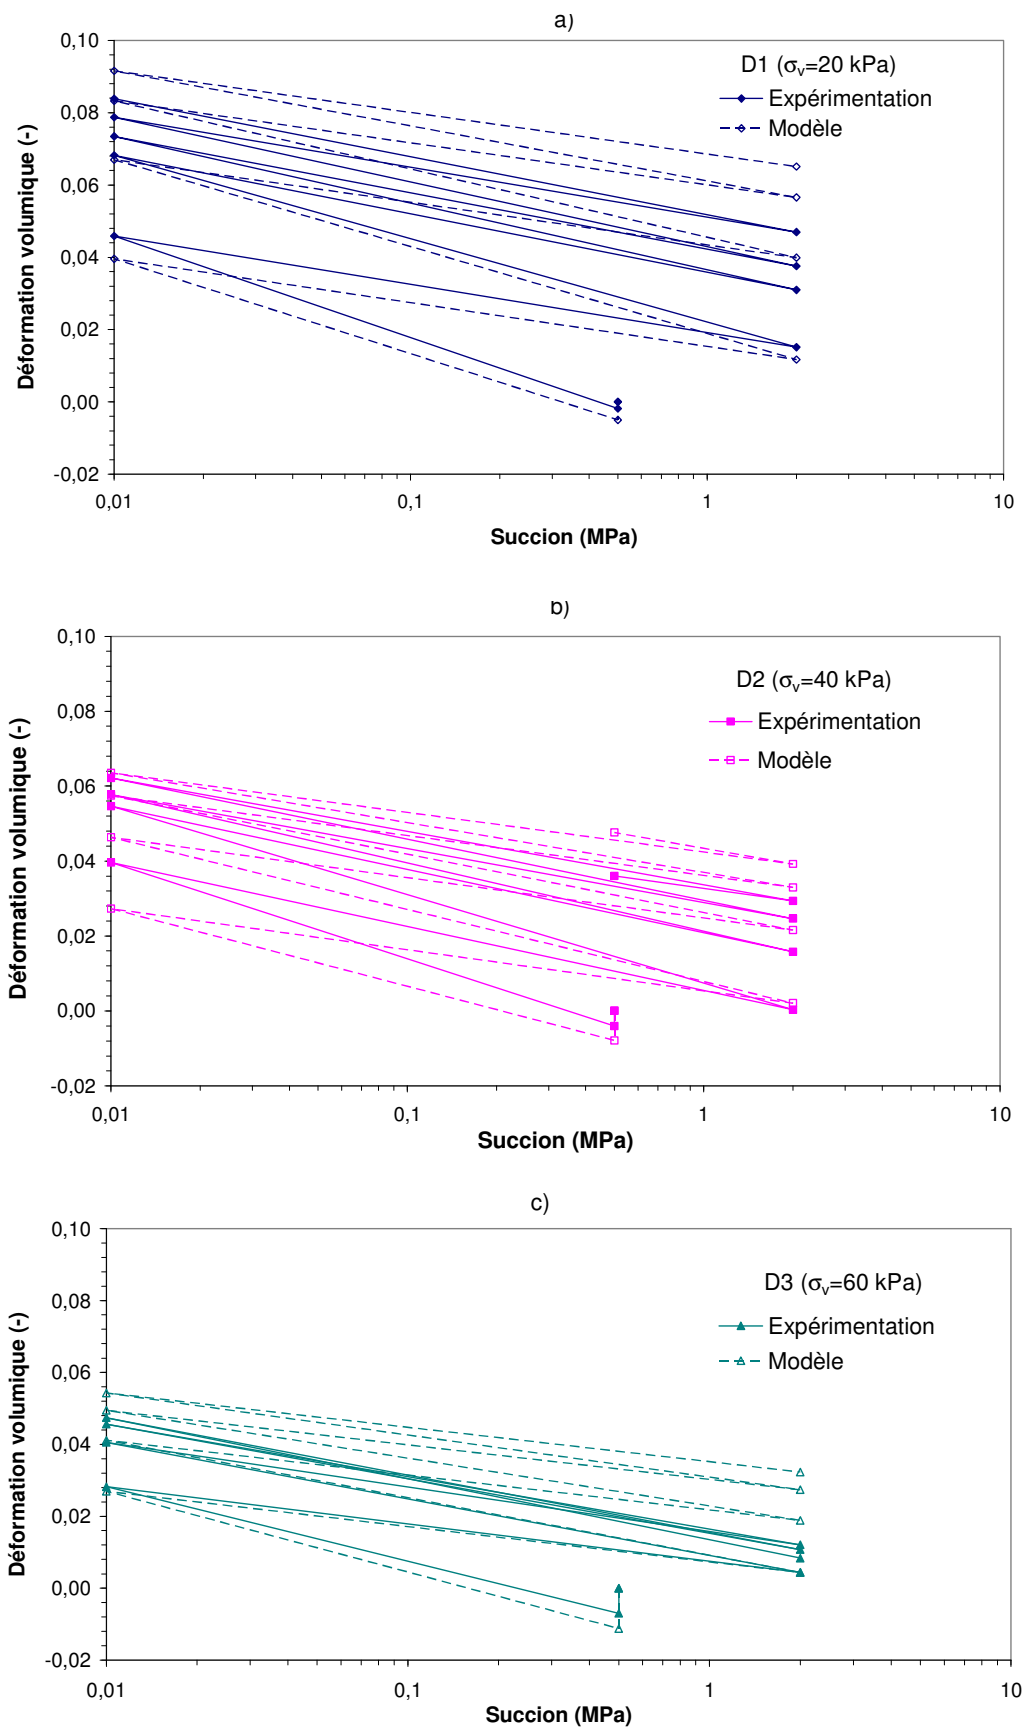 a)
0,10
0,08
0,06
0,04
0,02
0,00
-0,02
Déformation volumique (-)
D1 (σv=20 kPa)
Expérimentation
Modèle
0,01
0,1
1
10
Succion (MPa)
b)
0,10
0,08
0,06
0,04
0,02
0,00
-0,02
Déformation volumique (-)
D2 (σv=40 kPa)
Expérimentation
Modèle
0,01
0,1
1
10
Succion (MPa)
c)
0,10
0,08
0,06
0,04
0,02
0,00
-0,02
Déformation volumique (-)
D3 (σv=60 kPa)
Expérimentation
Modèle
0,01
0,1
1
10
Succion (MPa)